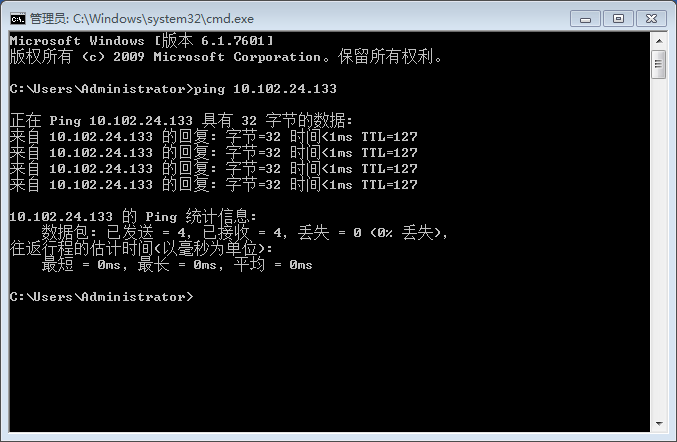 管理员: C:\Windows\system32\cmd.exe
Microsoft Windows [版本 6.1.7601]
版权所有 (c) 2009 Microsoft Corporation。保留所有权利。
C:\Users\Administrator>ping 10.102.24.133
正在 Ping 10.102.24.133 具有 32 字节的数据:
来自 10.102.24.133 的回复: 字节=32 时间<1ms TTL=127
来自 10.102.24.133 的回复: 字节=32 时间<1ms TTL=127
来自 10.102.24.133 的回复: 字节=32 时间<1ms TTL=127
来自 10.102.24.133 的回复: 字节=32 时间<1ms TTL=127
10.102.24.133 的 Ping 统计信息:
数据包: 已发送 = 4, 已接收 = 4, 丢失 = 0 (0% 丢失),
往返行程的估计时间(以毫秒为单位):
最短 = 0ms, 最长 = 0ms, 平均 = 0ms
C:\Users\Administrator>